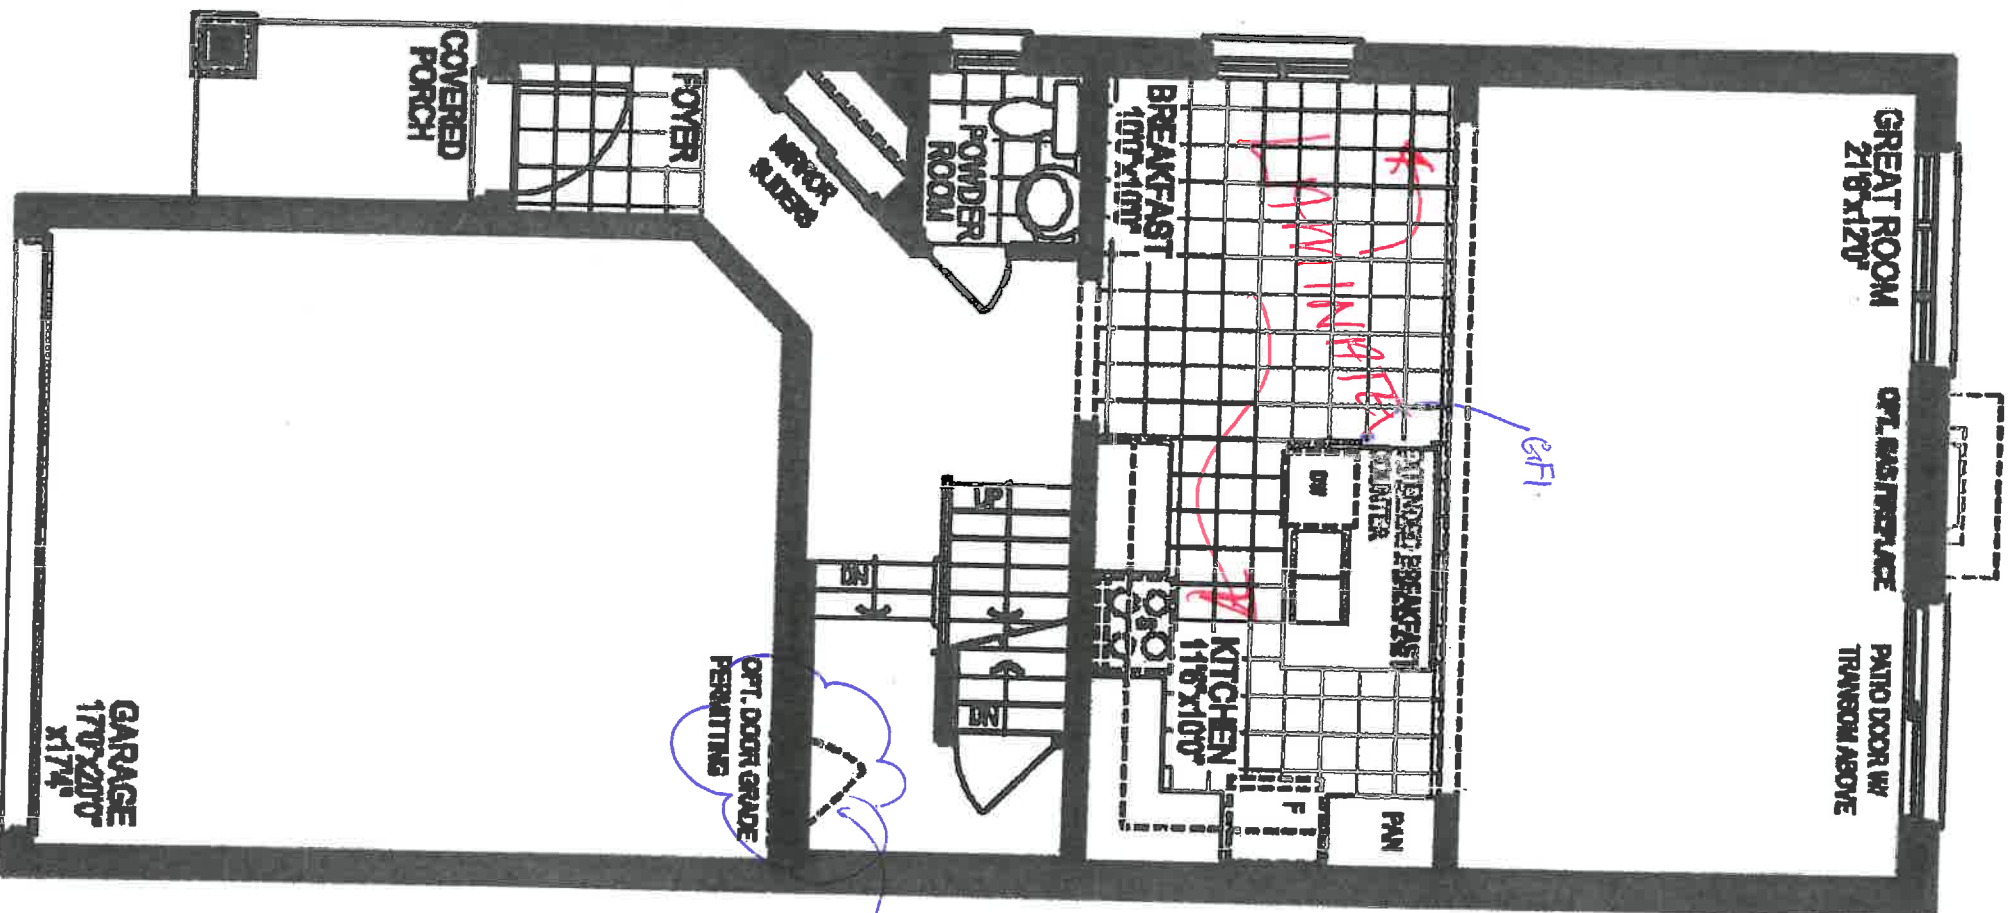 GREAT ROOM
21'8"x12'0"
OPT. GAS FIREPLACE
PATIO DOOR W/
TRANSOM ABOVE
GFI
BREAKFAST
10'0"x10'0"
LAMINATE
DW
EXTENDED BREAKFAST
COUNTER
KITCHEN
11'6"x10'0"
F
PAN
POWDER
ROOM
MIRROR
SLIDERS
FOYER
COVERED
PORCH
UP
DN
DN
OPT. DOOR GRADE
PERMITTING
GARAGE
17'0"x20'0"
x17'4"